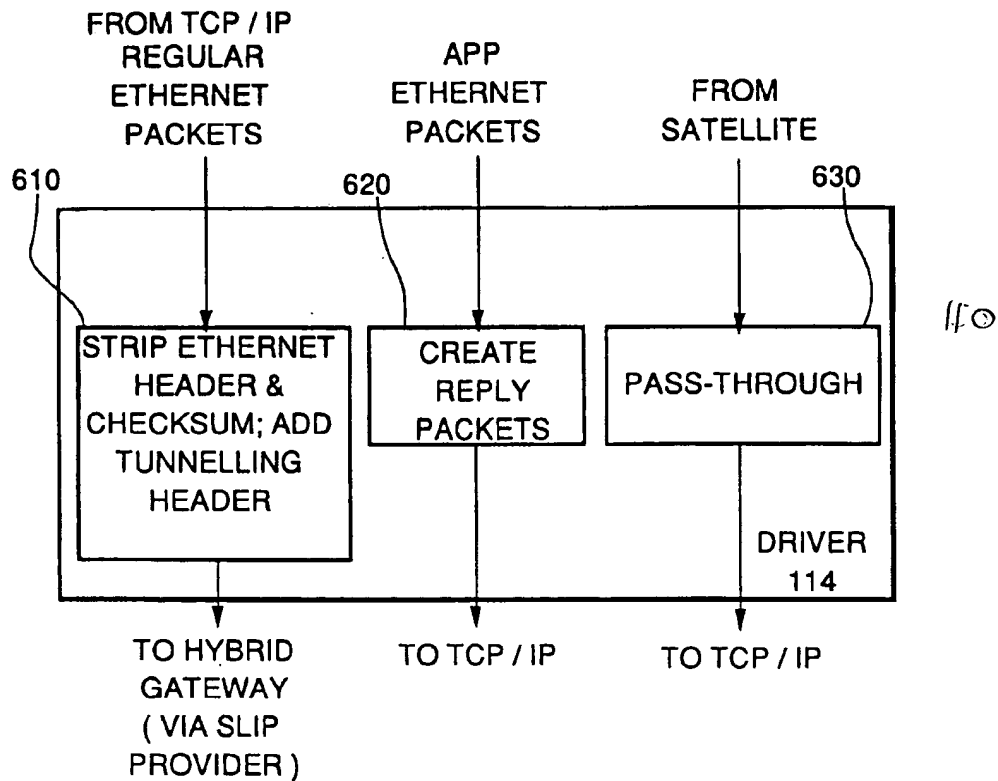 FROM TCP / IP
REGULAR
ETHERNET
PACKETS
APP
ETHERNET
PACKETS
FROM
SATELLITE
610
620
630
STRIP ETHERNET
HEADER &
CHECKSUM; ADD
TUNNELLING
HEADER
CREATE
REPLY
PACKETS
PASS-THROUGH
DRIVER
114
TO HYBRID
GATEWAY
( VIA SLIP
PROVIDER )
TO TCP / IP
TO TCP / IP